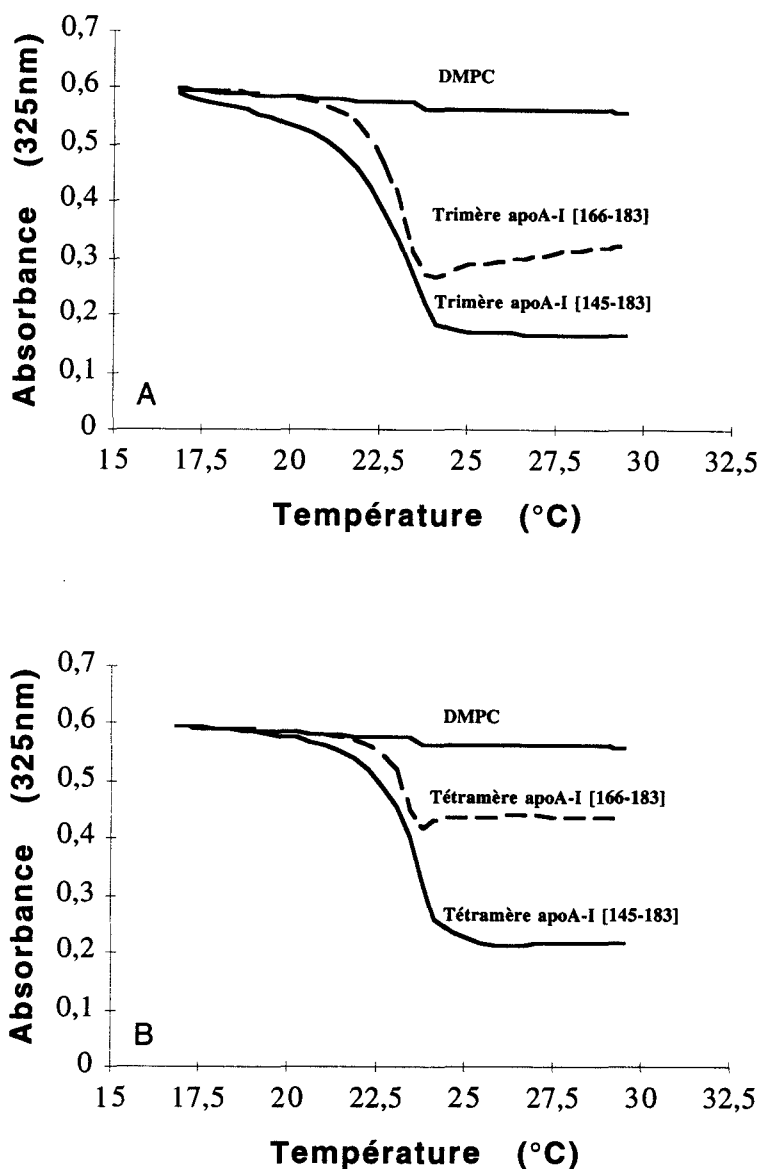 Absorbance (325nm)
0,7
0,6
0,5
0,4
0,3
0,2
0,1
0
DMPC
Trimère apoA-I [166-183]
Trimère apoA-I [145-183]
A
15
17,5
20
22,5
25
27,5
30
32,5
Température (°C)
Absorbance (325nm)
0,7
0,6
0,5
0,4
0,3
0,2
0,1
0
DMPC
Tétramère apoA-I [166-183]
Tétramère apoA-I [145-183]
B
15
17,5
20
22,5
25
27,5
30
32,5
Température (°C)